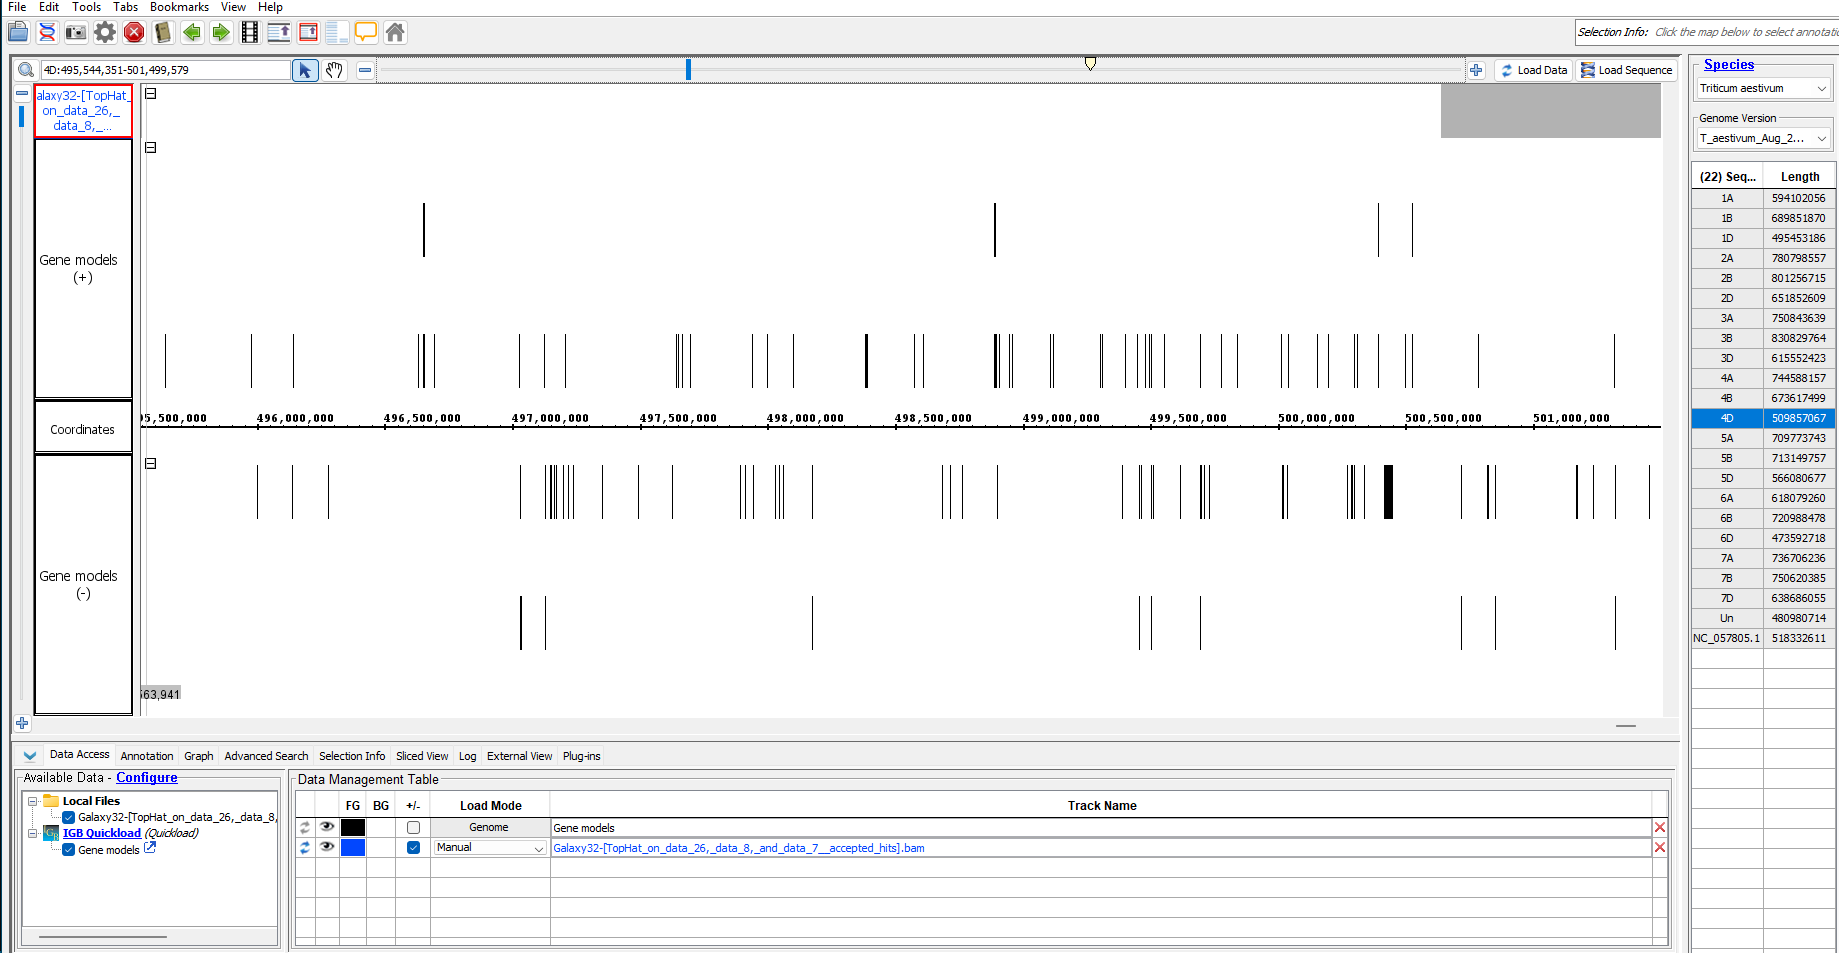 File Edit Tools Tabs Bookmarks View Help
Selection Info: Click the map below to select annotatio
4D:495,544,351-501,499,579
Load Data
Load Sequence
Species
Triticum aestivum
Genome Version
T_aestivum_Aug_2...
alaxy32-[TopHat_
on_data_26,_
data_8,_...
Gene models
(+)
Coordinates
95,500,000 496,000,000 496,500,000 497,000,000 497,500,000 498,000,000 498,500,000 499,000,000 499,500,000 500,000,000 500,500,000 501,000,000
Gene models
(-)
563,941
(22) Seq... Length
1A 594102056
1B 689851870
1D 495453186
2A 780798557
2B 801256715
2D 651852609
3A 750843639
3B 830829764
3D 615552423
4A 744588157
4B 673617499
4D 509857067
5A 709773743
5B 713149757
5D 566080677
6A 618079260
6B 720988478
6D 473592718
7A 736706236
7B 750620385
7D 638686055
Un 480980714
NC_057805.1 518332611
Data Access Annotation Graph Advanced Search Selection Info Sliced View Log External View Plug-ins
Available Data - Configure
Local Files
Galaxy32-[TopHat_on_data_26,_data_8,
IGB Quickload (Quickload)
Gene models
Data Management Table
FG BG +/- Load Mode Track Name
Genome Gene models
Manual Galaxy32-[TopHat_on_data_26,_data_8,_and_data_7__accepted_hits].bam